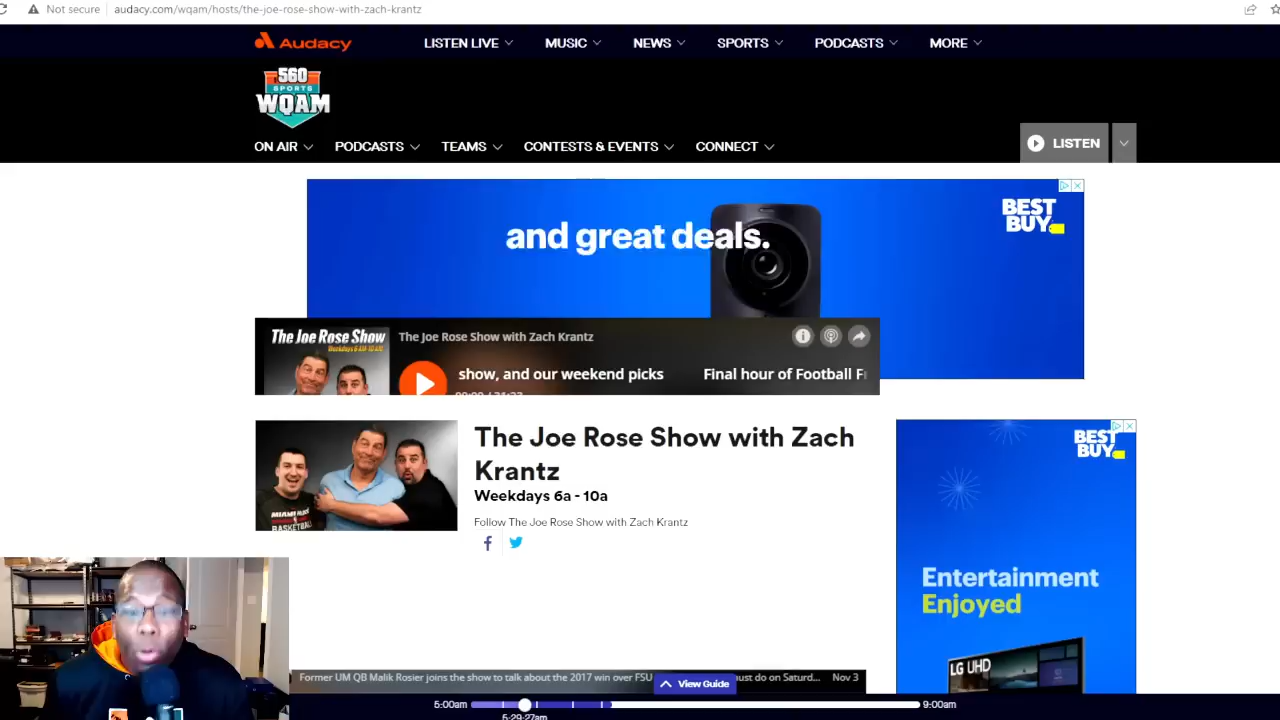 Not secure audacy.com/wqam/hosts/the-joe-rose-show-with-zach-krantz
Audacy LISTEN LIVE MUSIC NEWS SPORTS PODCASTS MORE
560
SPORTS
WQAM
ON AIR PODCASTS TEAMS CONTESTS & EVENTS CONNECT LISTEN
and great deals.
BEST
BUY
The Joe Rose Show
The Joe Rose Show with Zach Krantz
show, and our weekend picks Final hour of Football
The Joe Rose Show with Zach
Krantz
Weekdays 6a - 10a
Follow The Joe Rose Show with Zach Krantz
BEST
BUY
MIAMI
BASKETBALL
Entertainment
Enjoyed
LG UHD
Former UM QB Malik Rosier joins the show to talk about the 2017 win over FSU ust do on Saturd... Nov 3
View Guide
5:00am 9:00am
5:29:27am